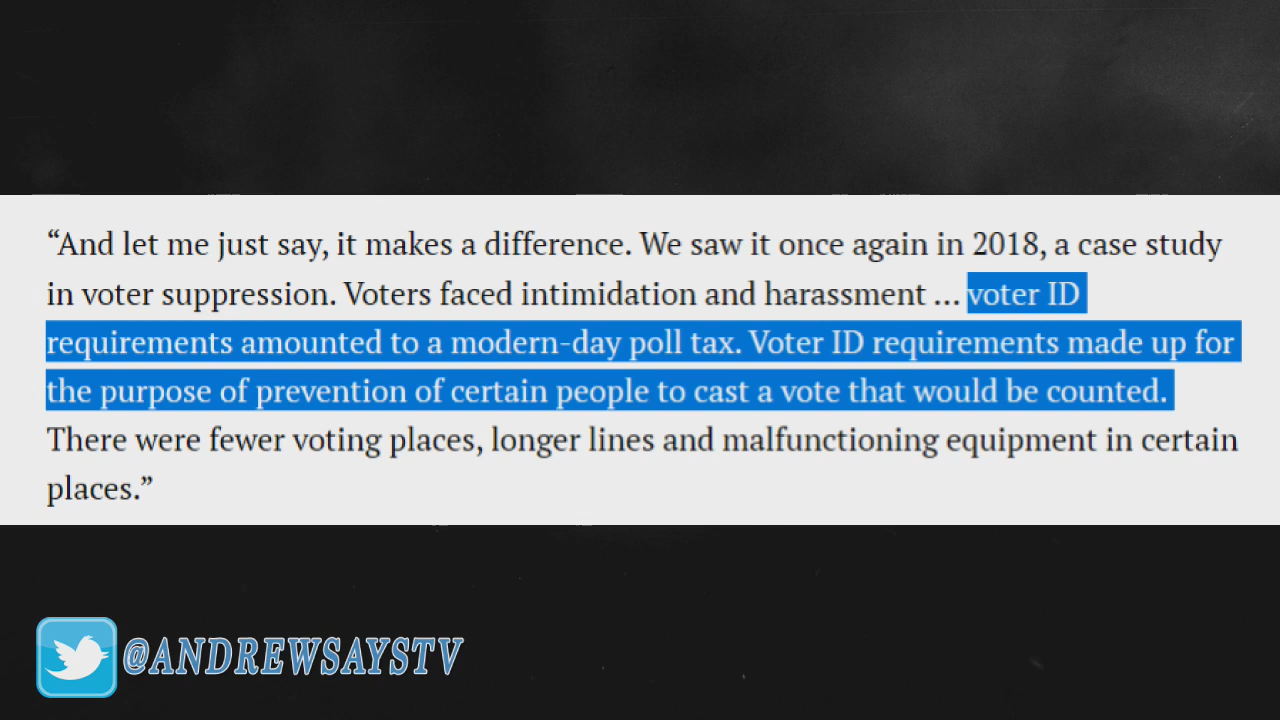 “And let me just say, it makes a difference. We saw it once again in 2018, a case study
in voter suppression. Voters faced intimidation and harassment ... voter ID
requirements amounted to a modern-day poll tax. Voter ID requirements made up for
the purpose of prevention of certain people to cast a vote that would be counted.
There were fewer voting places, longer lines and malfunctioning equipment in certain
places.”
@ANDREWSAYSTV